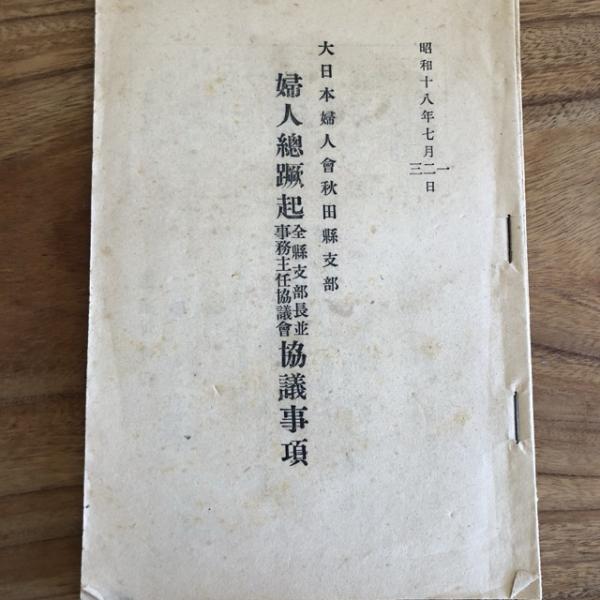 昭和十八年七月一二三日
大日本婦人會秋田縣支部
婦人總蹶起全縣支部長並事務主任協議會協議事項